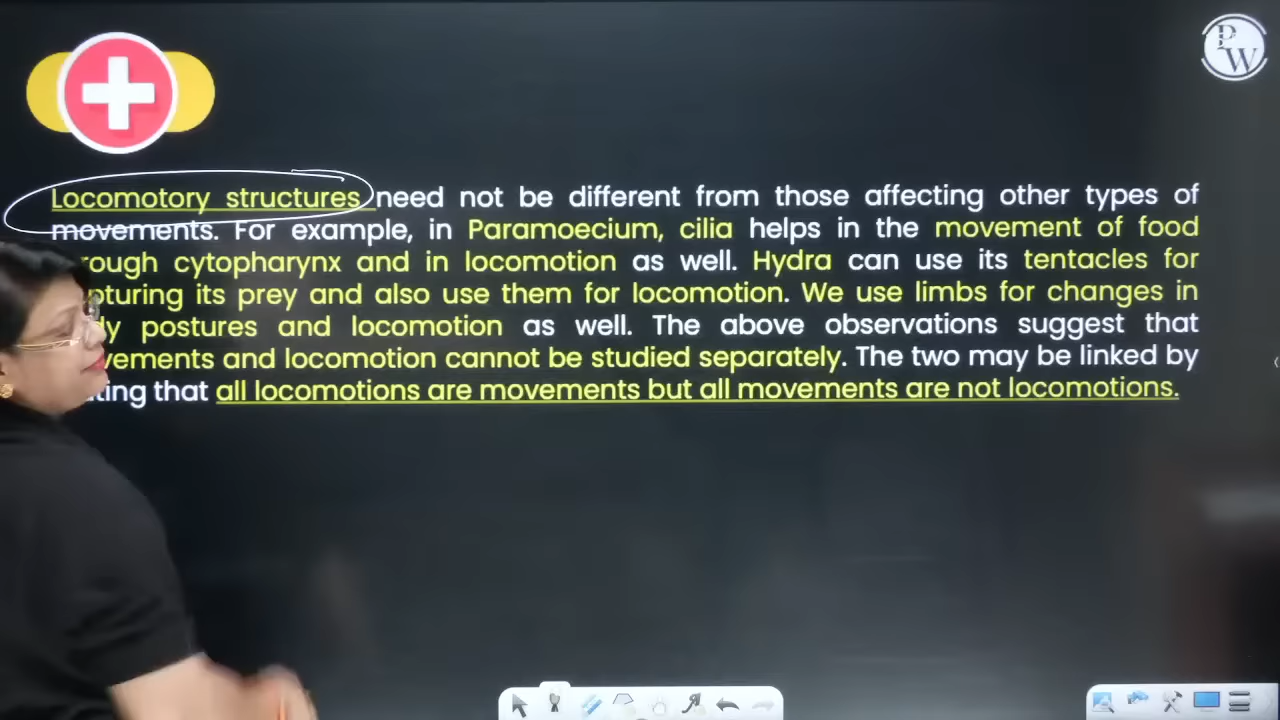 PW
Locomotory structures need not be different from those affecting other types of
movements. For example, in Paramoecium, cilia helps in the movement of food
rough cytopharynx and in locomotion as well. Hydra can use its tentacles for
pturing its prey and also use them for locomotion. We use limbs for changes in
dy postures and locomotion as well. The above observations suggest that
vements and locomotion cannot be studied separately. The two may be linked by
ting that all locomotions are movements but all movements are not locomotions.